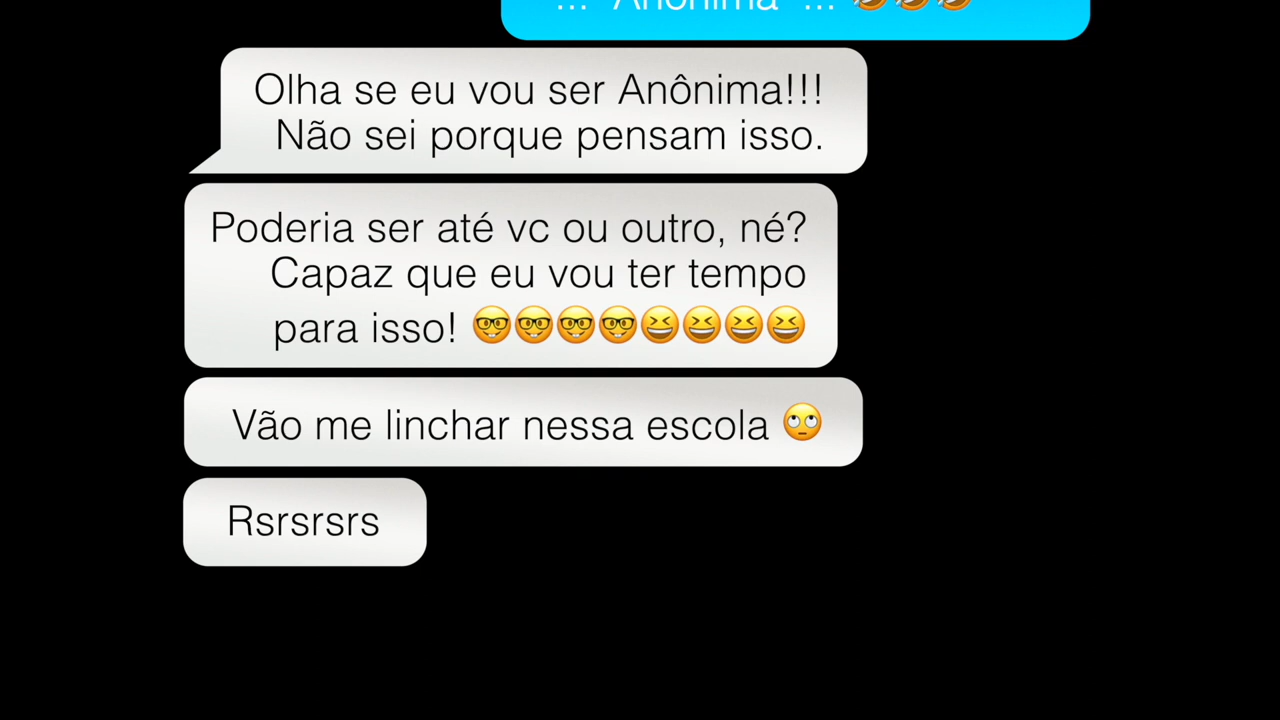 ... "Anônima" ... 🤣🤣🤣
Olha se eu vou ser Anônima!!!
Não sei porque pensam isso.
Poderia ser até vc ou outro, né?
Capaz que eu vou ter tempo
para isso! 🤓🤓🤓🤓😆😆😆😆
Vão me linchar nessa escola 🙄
Rsrsrsrs